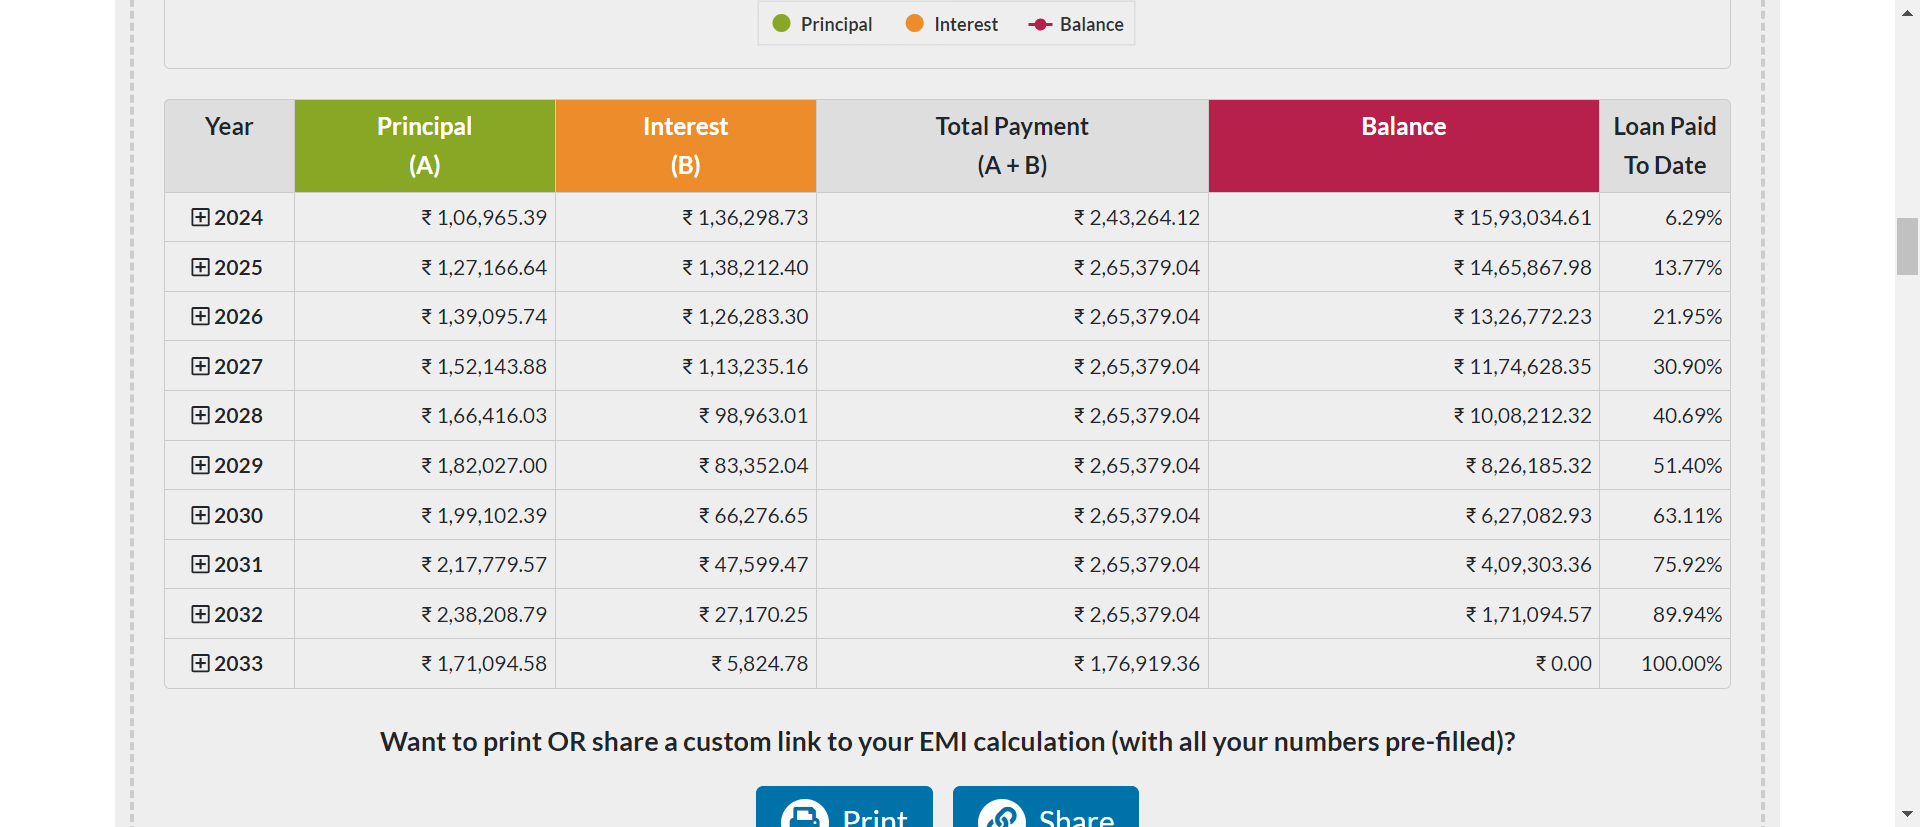 Principal Interest Balance
Year Principal (A) Interest (B) Total Payment (A + B) Balance Loan Paid To Date
2024 ₹ 1,06,965.39 ₹ 1,36,298.73 ₹ 2,43,264.12 ₹ 15,93,034.61 6.29%
2025 ₹ 1,27,166.64 ₹ 1,38,212.40 ₹ 2,65,379.04 ₹ 14,65,867.98 13.77%
2026 ₹ 1,39,095.74 ₹ 1,26,283.30 ₹ 2,65,379.04 ₹ 13,26,772.23 21.95%
2027 ₹ 1,52,143.88 ₹ 1,13,235.16 ₹ 2,65,379.04 ₹ 11,74,628.35 30.90%
2028 ₹ 1,66,416.03 ₹ 98,963.01 ₹ 2,65,379.04 ₹ 10,08,212.32 40.69%
2029 ₹ 1,82,027.00 ₹ 83,352.04 ₹ 2,65,379.04 ₹ 8,26,185.32 51.40%
2030 ₹ 1,99,102.39 ₹ 66,276.65 ₹ 2,65,379.04 ₹ 6,27,082.93 63.11%
2031 ₹ 2,17,779.57 ₹ 47,599.47 ₹ 2,65,379.04 ₹ 4,09,303.36 75.92%
2032 ₹ 2,38,208.79 ₹ 27,170.25 ₹ 2,65,379.04 ₹ 1,71,094.57 89.94%
2033 ₹ 1,71,094.58 ₹ 5,824.78 ₹ 1,76,919.36 ₹ 0.00 100.00%
Want to print OR share a custom link to your EMI calculation (with all your numbers pre-filled)?
Print Share